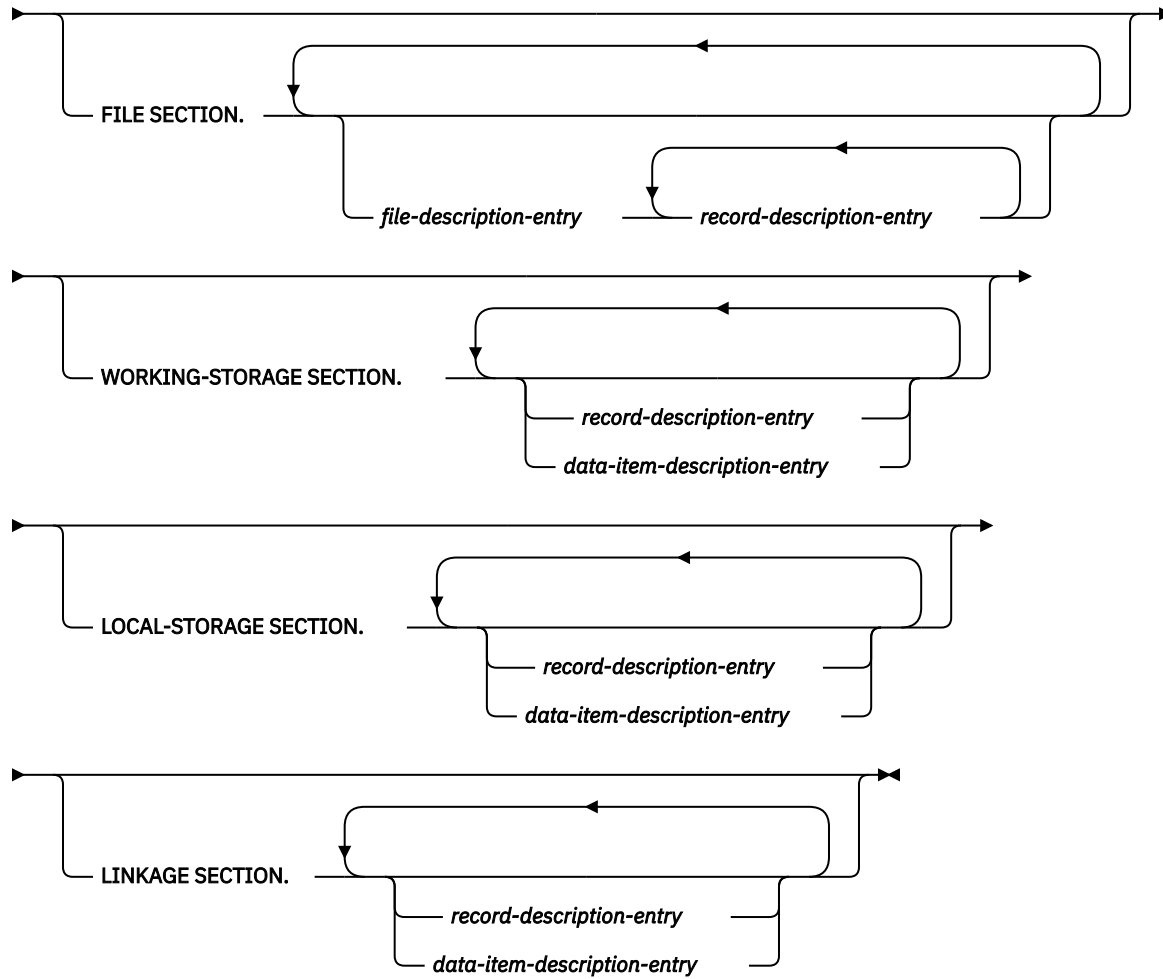 FILE SECTION.
file-description-entry record-description-entry
WORKING-STORAGE SECTION.
record-description-entry
data-item-description-entry
LOCAL-STORAGE SECTION.
record-description-entry
data-item-description-entry
LINKAGE SECTION.
record-description-entry
data-item-description-entry